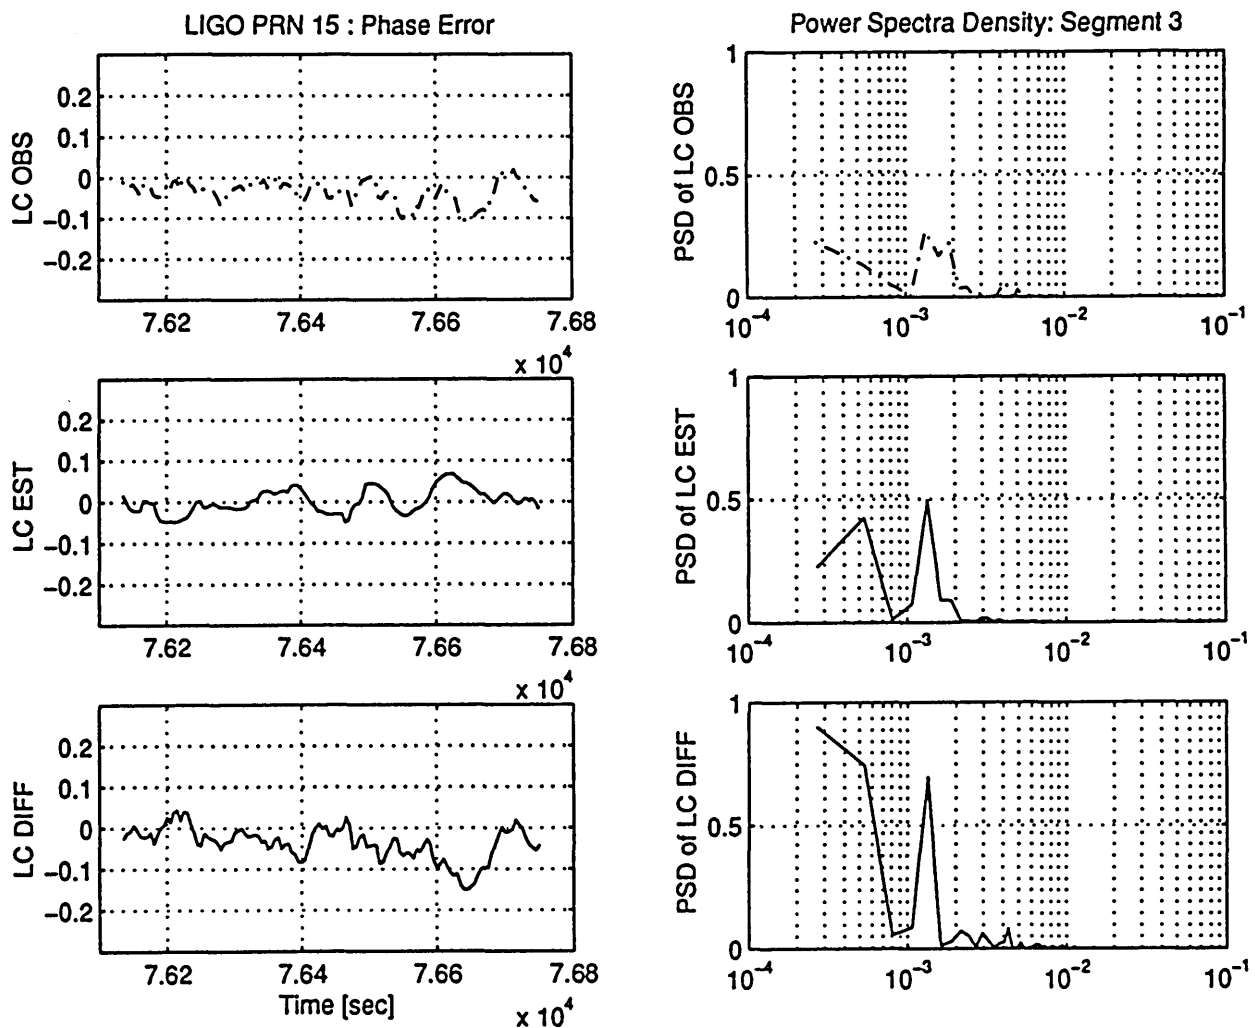 LIGO PRN 15 : Phase Error
LC OBS
0.2
0.1
0
−0.1
−0.2
7.62 7.64 7.66 7.68
x 10^4
Power Spectra Density: Segment 3
PSD of LC OBS
1
0.5
0
10^-4 10^-3 10^-2 10^-1
LC EST
0.2
0.1
0
−0.1
−0.2
7.62 7.64 7.66 7.68
x 10^4
PSD of LC EST
1
0.5
0
10^-4 10^-3 10^-2 10^-1
LC DIFF
0.2
0.1
0
−0.1
−0.2
7.62 7.64 7.66 7.68
Time [sec]
x 10^4
PSD of LC DIFF
1
0.5
0
10^-4 10^-3 10^-2 10^-1